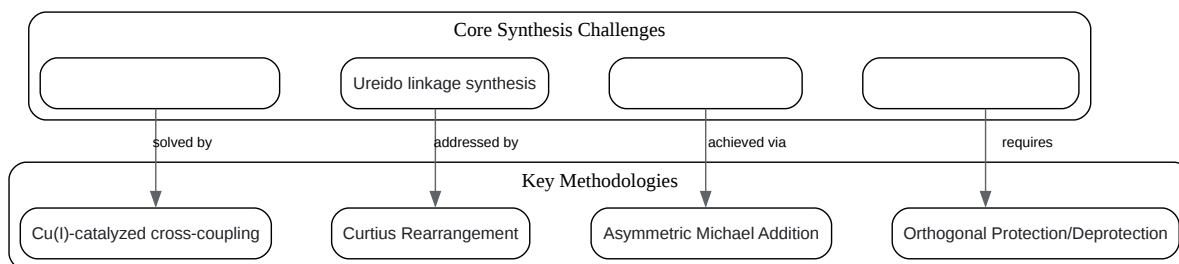 Core Synthesis Challenges
Ureido linkage synthesis
solved by
addressed by
achieved via
requires
Key Methodologies
Cu(I)-catalyzed cross-coupling
Curtius Rearrangement
Asymmetric Michael Addition
Orthogonal Protection/Deprotection